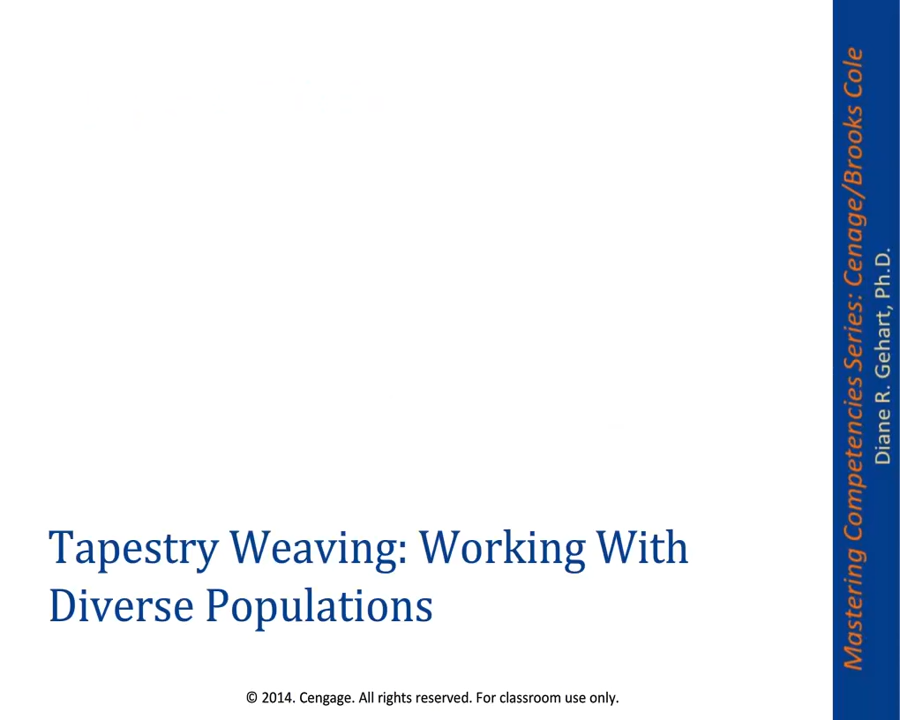 Tapestry Weaving: Working With
Diverse Populations
© 2014. Cengage. All rights reserved. For classroom use only.
Mastering Competencies Series: Cenage/Brooks Cole
Diane R. Gehart, Ph.D.